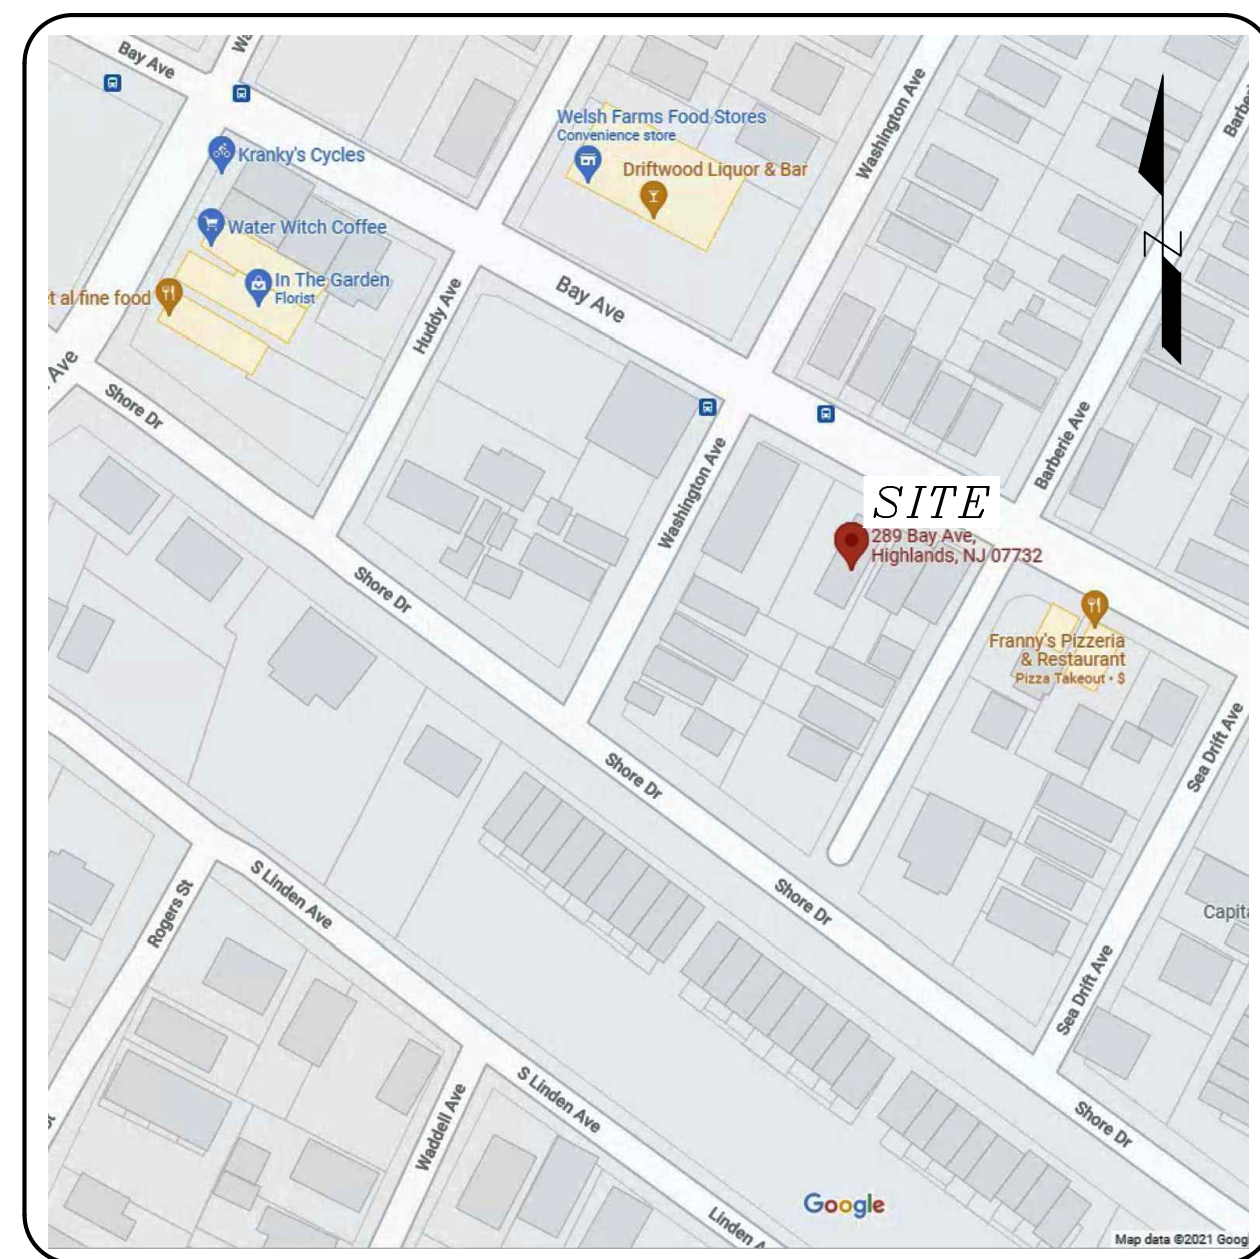 Bay Ave
Washington Ave
Welsh Farms Food Stores
Convenience store
Driftwood Liquor & Bar
Kranky's Cycles
Water Witch Coffee
In The Garden
Florist
et al fine food
Huddy Ave
Bay Ave
N
Ave
Shore Dr
Barberie Ave
Washington Ave
SITE
289 Bay Ave,
Highlands, NJ 07732
Shore Dr
Franny's Pizzeria
& Restaurant
Pizza Takeout · $
Sea Drift Ave
Shore Dr
S Linden Ave
Rogers St
Shore Dr
Sea Drift Ave
S Linden Ave
Waddell Ave
Shore Dr
Google
Linden
Map data ©2021 Goog